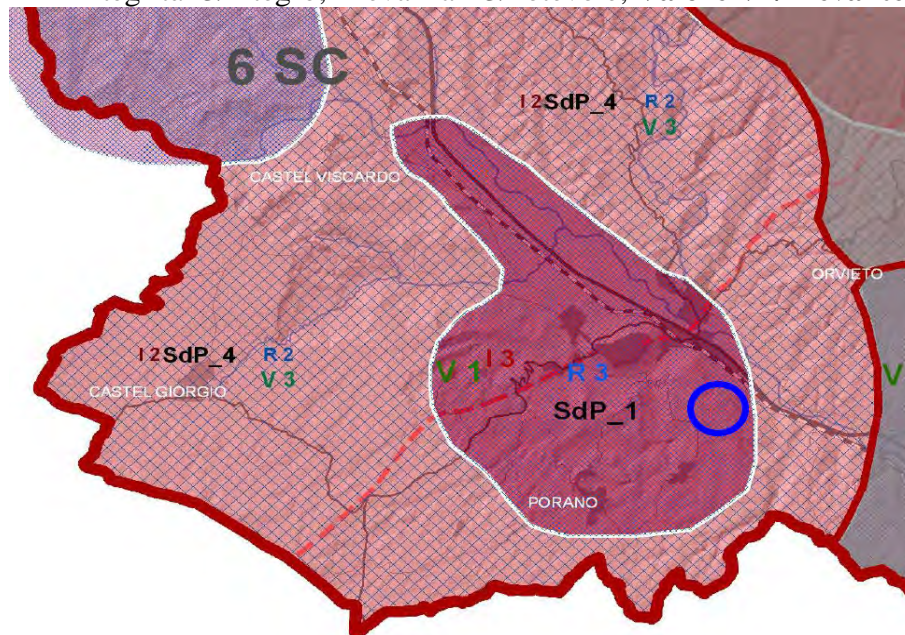 6 SC
I 2 SdP_4 R 2
V 3
CASTEL VISCARDO
ORVIETO
I 2 SdP_4 R 2
V 3
V 1 I 3 R 3
V
CASTEL GIORGIO
SdP_1
PORANO